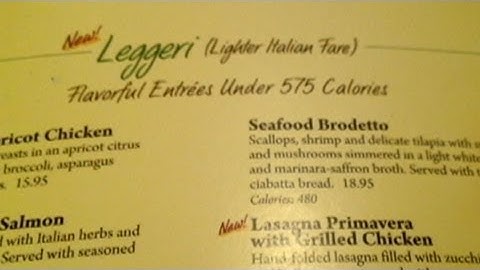 New!
Leggeri (Lighter Italian Fare)
Flavorful Entrées Under 575 Calories
ricot Chicken
easts in an apricot citrus
broccoli, asparagus
s. 15.95
Salmon
d with Italian herbs and
Served with seasoned
Seafood Brodetto
Scallops, shrimp and delicate tilapia with s
and mushrooms simmered in a light white
and marinara-saffron broth. Served with t
ciabatta bread. 18.95
Calories: 480
New!
Lasagna Primavera
with Grilled Chicken
Hand-folded lasagna filled with zucchi